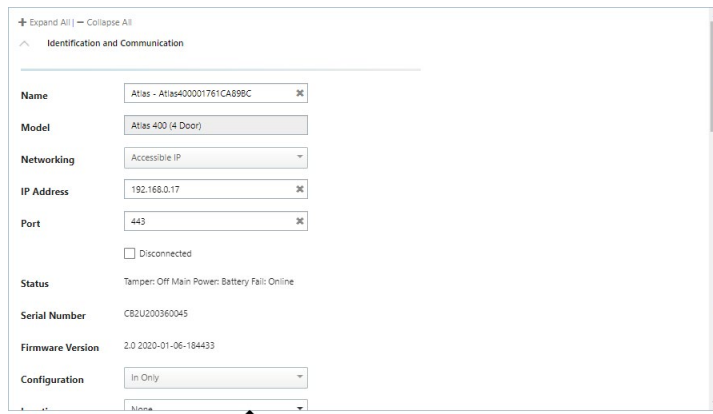 Expand All | Collapse All
Identification and Communication
Name Atlas - Atlas400001761CA89BC
Model Atlas 400 (4 Door)
Networking Accessible IP
IP Address 192.168.0.17
Port 443
Disconnected
Status Tamper: Off Main Power: Battery Fail: Online
Serial Number CB2U200360045
Firmware Version 2.0 2020-01-06-184433
Configuration In Only
None